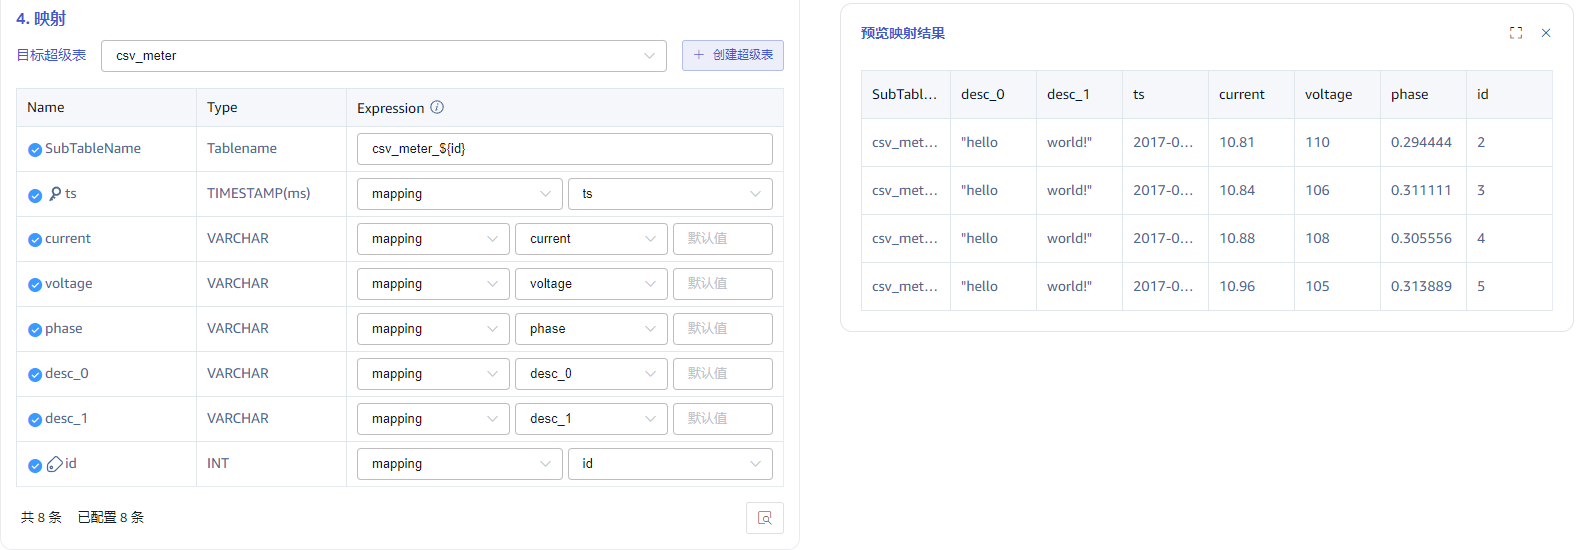 4. 映射
目标超级表 csv_meter + 创建超级表
Name Type Expression
SubTableName Tablename csv_meter_${id}
ts TIMESTAMP(ms) mapping ts
current VARCHAR mapping current 默认值
voltage VARCHAR mapping voltage 默认值
phase VARCHAR mapping phase 默认值
desc_0 VARCHAR mapping desc_0 默认值
desc_1 VARCHAR mapping desc_1 默认值
id INT mapping id
共 8 条 已配置 8 条
预览映射结果
SubTabl... desc_0 desc_1 ts current voltage phase id
csv_met... "hello world!" 2017-0... 10.81 110 0.294444 2
csv_met... "hello world!" 2017-0... 10.84 106 0.311111 3
csv_met... "hello world!" 2017-0... 10.88 108 0.305556 4
csv_met... "hello world!" 2017-0... 10.96 105 0.313889 5